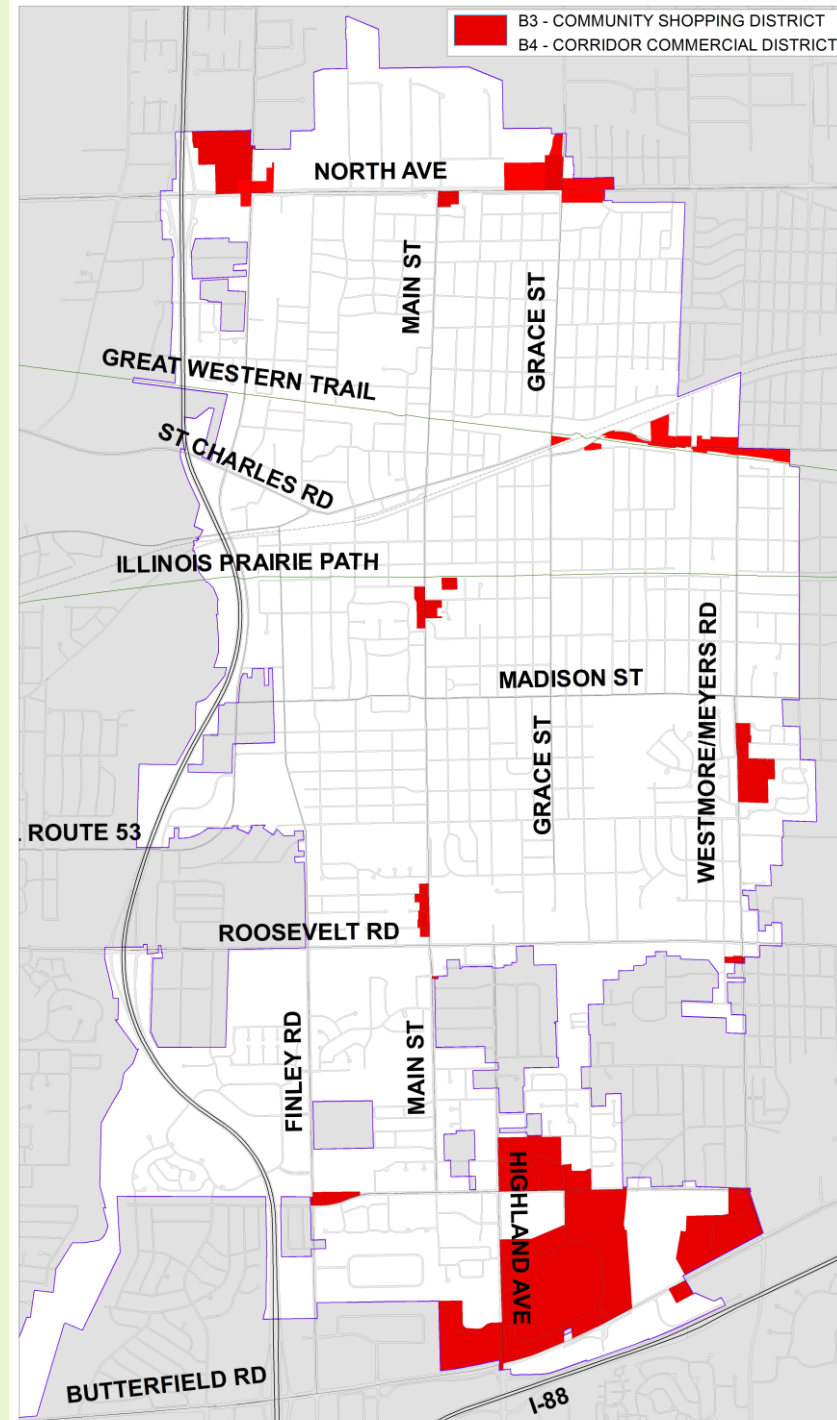 B3 - COMMUNITY SHOPPING DISTRICT
B4 - CORRIDOR COMMERCIAL DISTRICT
NORTH AVE
MAIN ST
GRACE ST
GREAT WESTERN TRAIL
ST CHARLES RD
ILLINOIS PRAIRIE PATH
MADISON ST
WESTMORE/MEYERS RD
GRACE ST
. ROUTE 53
ROOSEVELT RD
FINLEY RD
MAIN ST
HIGHLAND AVE
BUTTERFIELD RD
I-88